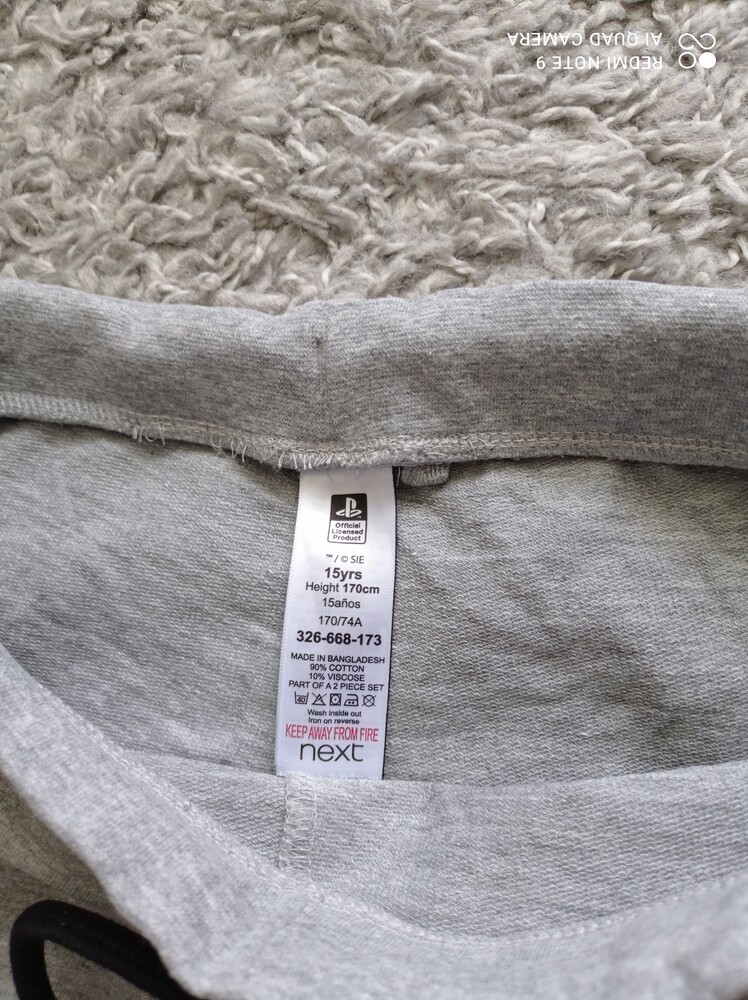 REDMI NOTE 9
AI QUAD CAMERA
Official
Licensed
Product
™ / © SIE
15yrs
Height 170cm
15años
170/74A
326-668-173
MADE IN BANGLADESH
90% COTTON
10% VISCOSE
PART OF A 2 PIECE SET
40
Wash inside out
Iron on reverse
KEEP AWAY FROM FIRE
next